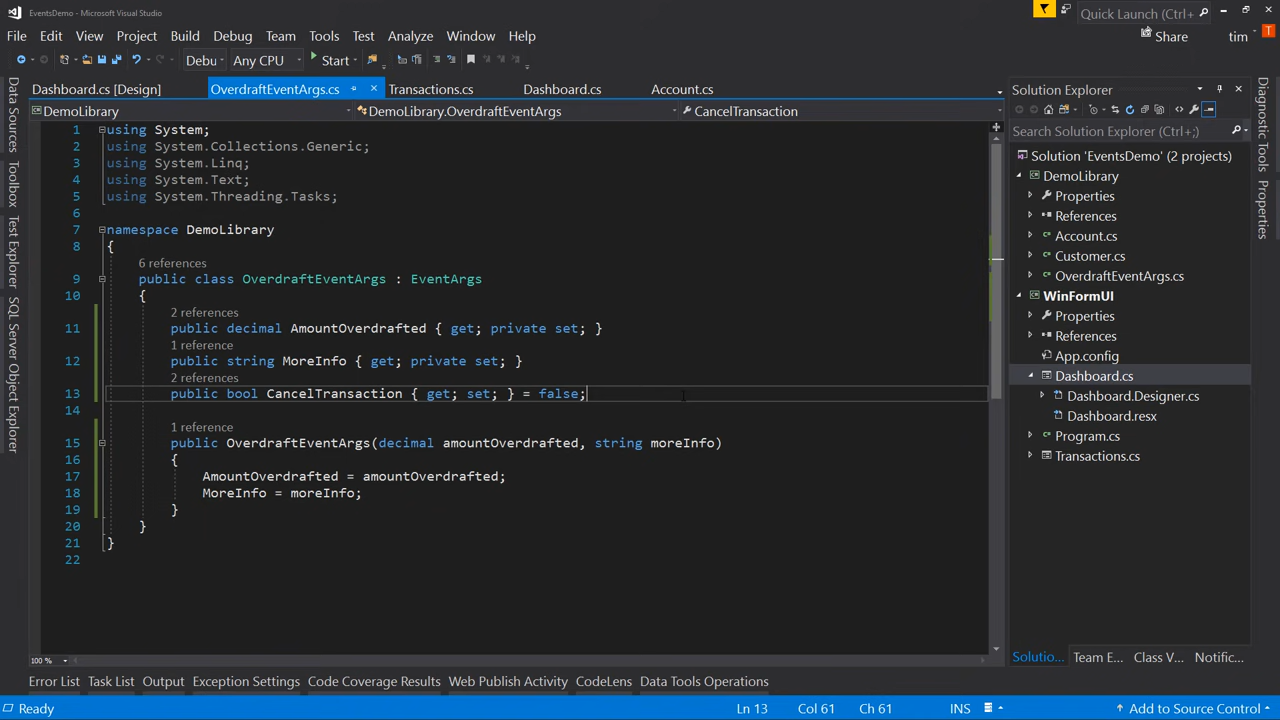 EventsDemo - Microsoft Visual Studio
Quick Launch (Ctrl+
File Edit View Project Build Debug Team Tools Test Analyze Window Help
Share tim T
Debu Any CPU Start
Dashboard.cs [Design] OverdraftEventArgs.cs Transactions.cs Dashboard.cs Account.cs
DemoLibrary DemoLibrary.OverdraftEventArgs CancelTransaction
Data Sources
Toolbox
Test Explorer
SQL Server Object Explorer
1 using System;
2 using System.Collections.Generic;
3 using System.Linq;
4 using System.Text;
5 using System.Threading.Tasks;
6
7 namespace DemoLibrary
8 {
6 references
9 public class OverdraftEventArgs : EventArgs
10 {
2 references
11 public decimal AmountOverdrafted { get; private set; }
1 reference
12 public string MoreInfo { get; private set; }
2 references
13 public bool CancelTransaction { get; set; } = false;
14
1 reference
15 public OverdraftEventArgs(decimal amountOverdrafted, string moreInfo)
16 {
17 AmountOverdrafted = amountOverdrafted;
18 MoreInfo = moreInfo;
19 }
20 }
21 }
22
100 %
Solution Explorer
Search Solution Explorer (Ctrl+;)
Solution 'EventsDemo' (2 projects)
DemoLibrary
Properties
References
Account.cs
Customer.cs
OverdraftEventArgs.cs
WinFormUI
Properties
References
App.config
Dashboard.cs
Dashboard.Designer.cs
Dashboard.resx
Program.cs
Transactions.cs
Solutio... Team E... Class V... Notific...
Diagnostic Tools
Properties
Error List Task List Output Exception Settings Code Coverage Results Web Publish Activity CodeLens Data Tools Operations
Ready Ln 13 Col 61 Ch 61 INS Add to Source Control